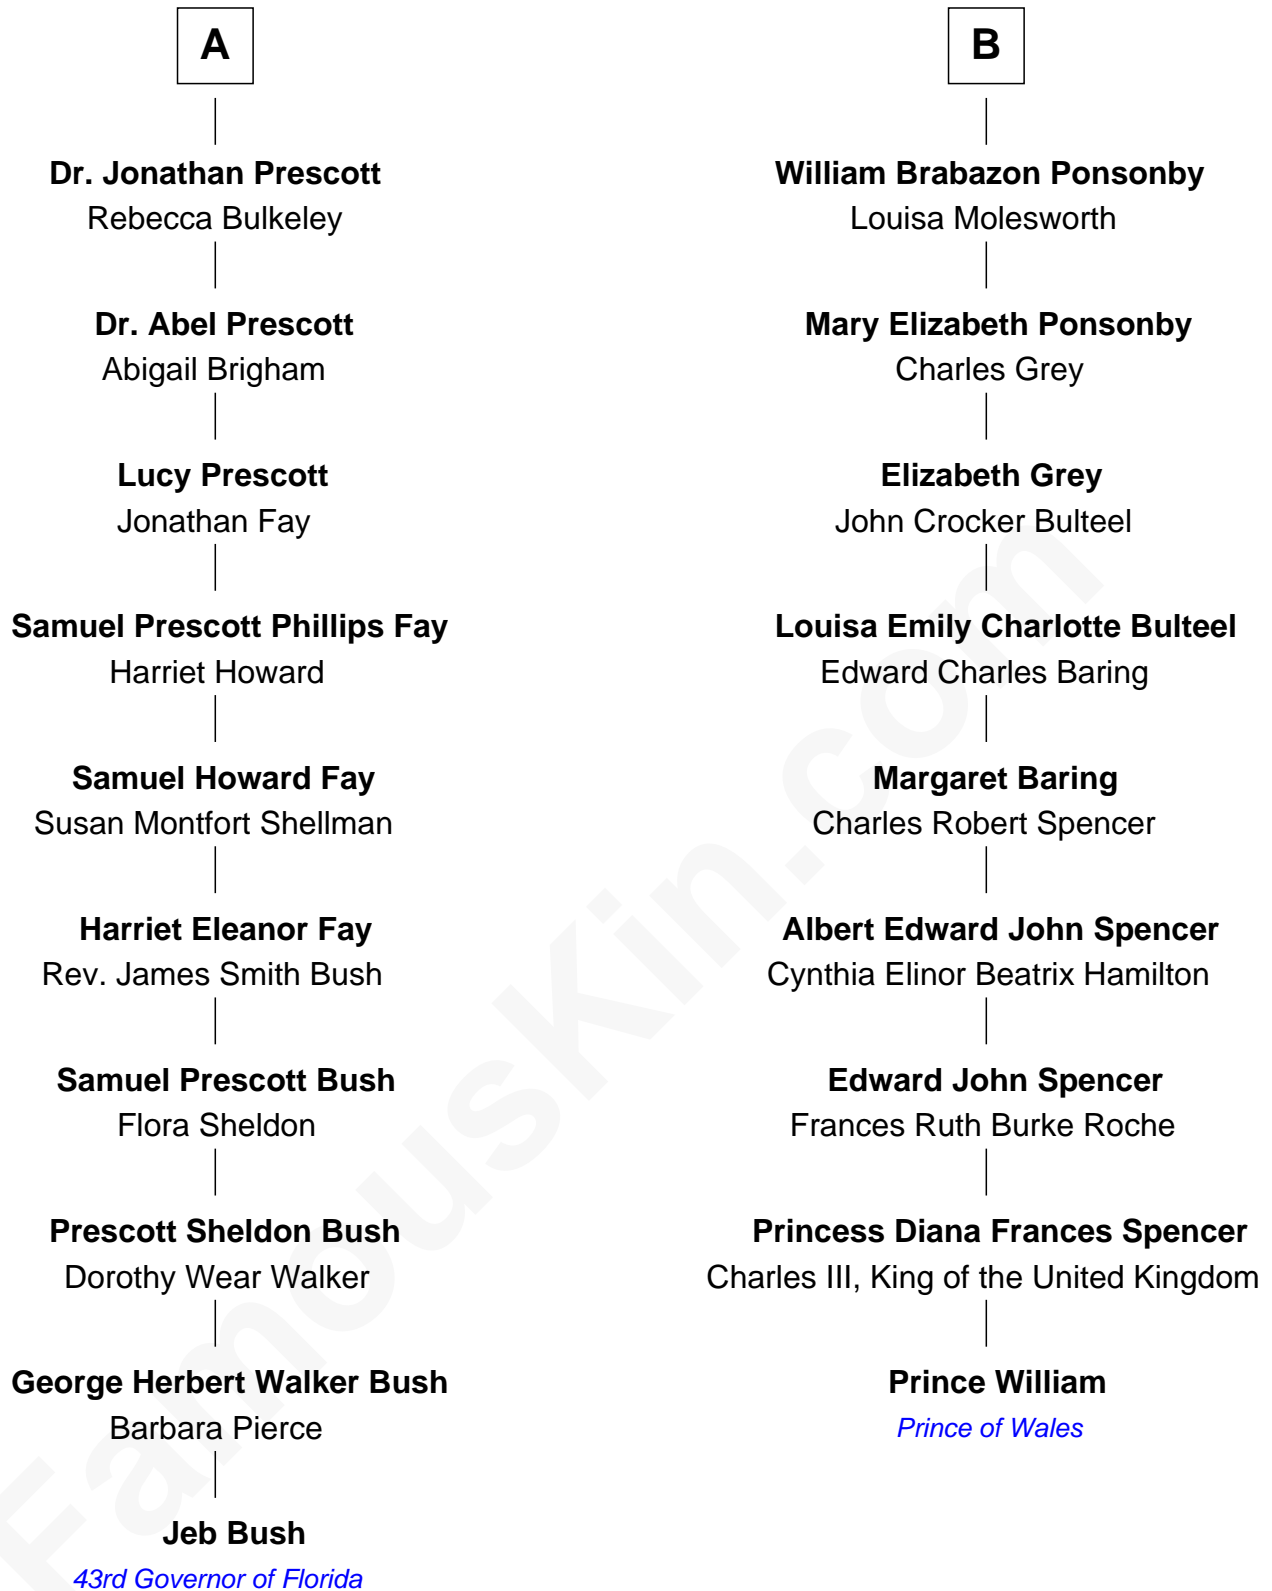 A
Dr. Jonathan Prescott
Rebecca Bulkeley
Dr. Abel Prescott
Abigail Brigham
Lucy Prescott
Jonathan Fay
Samuel Prescott Phillips Fay
Harriet Howard
Samuel Howard Fay
Susan Montfort Shellman
Harriet Eleanor Fay
Rev. James Smith Bush
Samuel Prescott Bush
Flora Sheldon
Prescott Sheldon Bush
Dorothy Wear Walker
George Herbert Walker Bush
Barbara Pierce
Jeb Bush
43rd Governor of Florida
B
William Brabazon Ponsonby
Louisa Molesworth
Mary Elizabeth Ponsonby
Charles Grey
Elizabeth Grey
John Crocker Bulteel
Louisa Emily Charlotte Bulteel
Edward Charles Baring
Margaret Baring
Charles Robert Spencer
Albert Edward John Spencer
Cynthia Elinor Beatrix Hamilton
Edward John Spencer
Frances Ruth Burke Roche
Princess Diana Frances Spencer
Charles III, King of the United Kingdom
Prince William
Prince of Wales
FamousKin.com